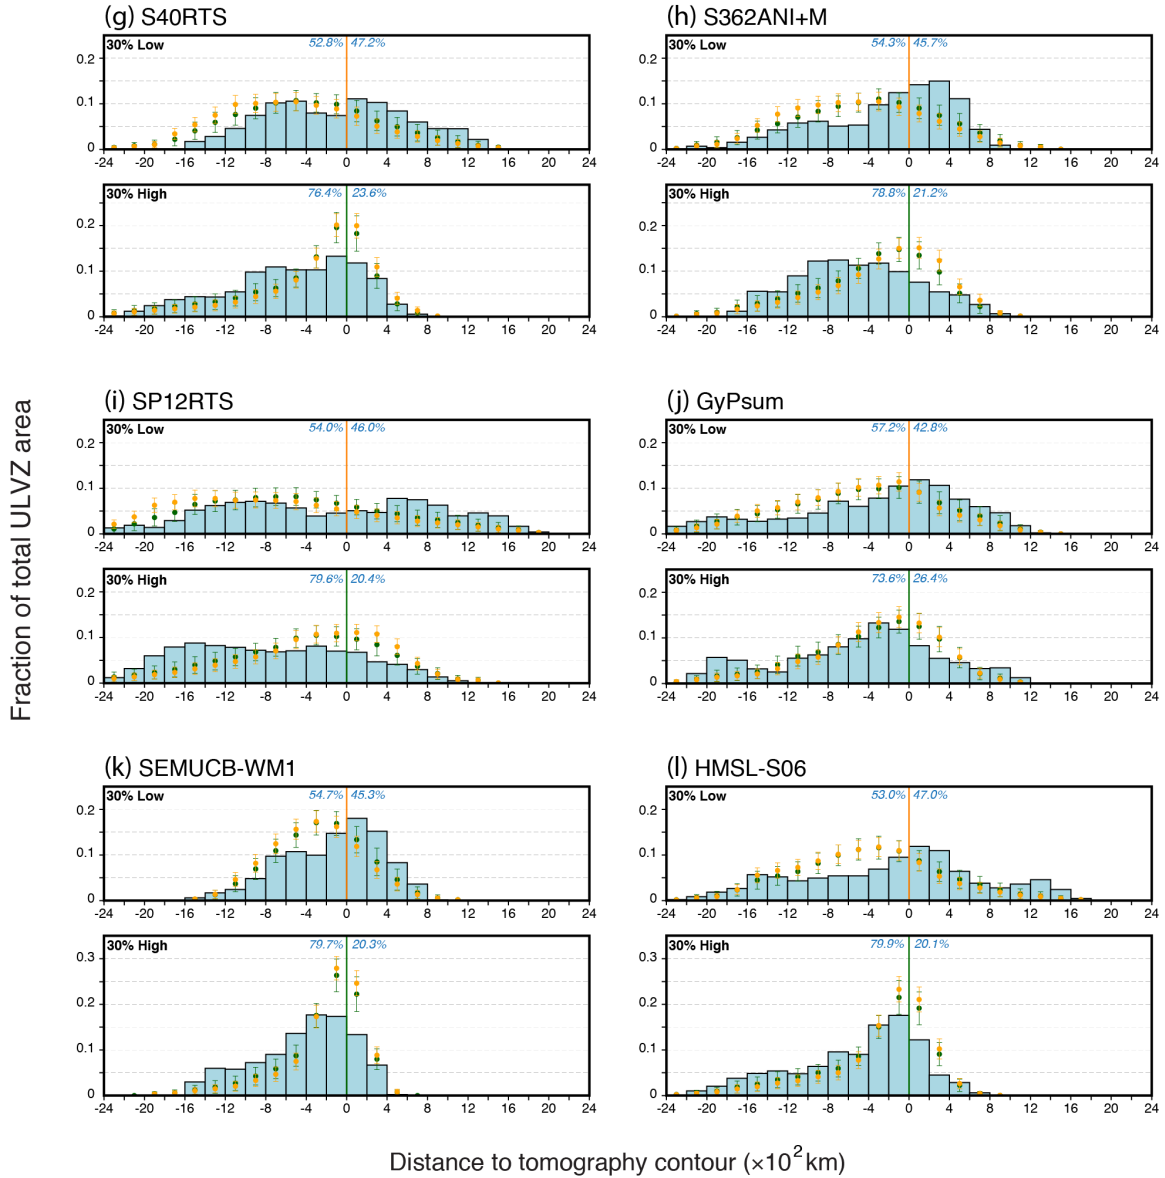 (g) S40RTS
30% Low 52.8% 47.2%
0.2
0.1
0
-24 -20 -16 -12 -8 -4 0 4 8 12 16 20 24
30% High 76.4% 23.6%
0.2
0.1
0
-24 -20 -16 -12 -8 -4 0 4 8 12 16 20 24
(h) S362ANI+M
30% Low 54.3% 45.7%
0.2
0.1
0
-24 -20 -16 -12 -8 -4 0 4 8 12 16 20 24
30% High 78.8% 21.2%
0.2
0.1
0
-24 -20 -16 -12 -8 -4 0 4 8 12 16 20 24
Fraction of total ULVZ area
(i) SP12RTS
30% Low 54.0% 46.0%
0.2
0.1
0
-24 -20 -16 -12 -8 -4 0 4 8 12 16 20 24
30% High 79.6% 20.4%
0.2
0.1
0
-24 -20 -16 -12 -8 -4 0 4 8 12 16 20 24
(j) GyPsum
30% Low 57.2% 42.8%
0.2
0.1
0
-24 -20 -16 -12 -8 -4 0 4 8 12 16 20 24
30% High 73.6% 26.4%
0.2
0.1
0
-24 -20 -16 -12 -8 -4 0 4 8 12 16 20 24
(k) SEMUCB-WM1
30% Low 54.7% 45.3%
0.2
0.1
0
-24 -20 -16 -12 -8 -4 0 4 8 12 16 20 24
30% High 79.7% 20.3%
0.3
0.2
0.1
0
-24 -20 -16 -12 -8 -4 0 4 8 12 16 20 24
(l) HMSL-S06
30% Low 53.0% 47.0%
0.2
0.1
0
-24 -20 -16 -12 -8 -4 0 4 8 12 16 20 24
30% High 79.9% 20.1%
0.3
0.2
0.1
0
-24 -20 -16 -12 -8 -4 0 4 8 12 16 20 24
Distance to tomography contour (×10² km)